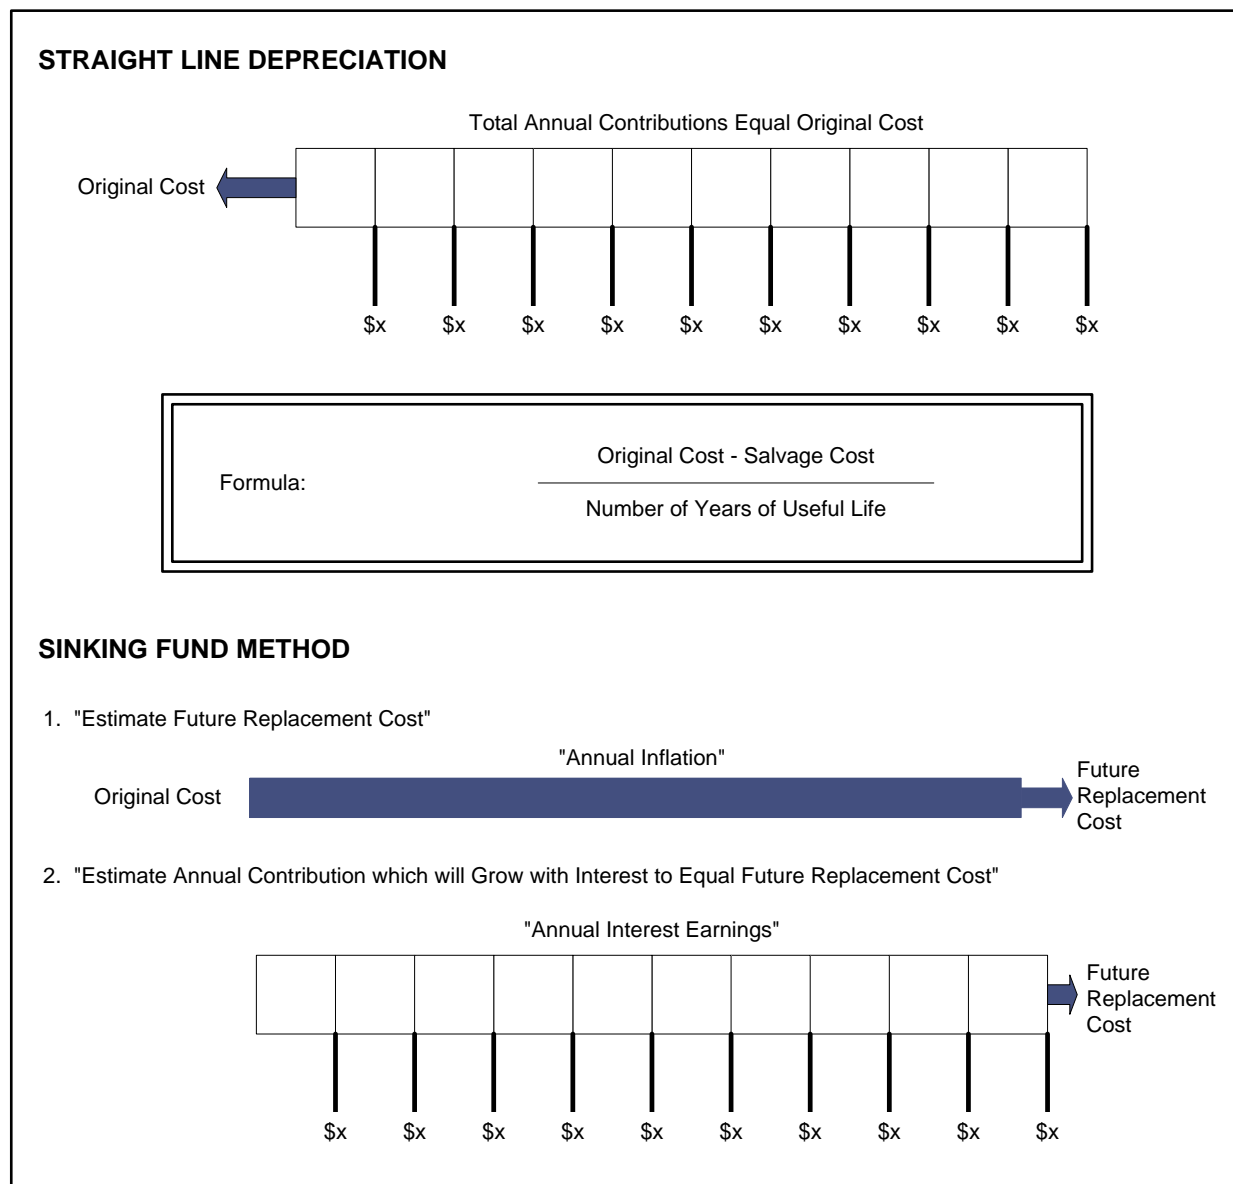 STRAIGHT LINE DEPRECIATION
Total Annual Contributions Equal Original Cost
Original Cost
$x $x $x $x $x $x $x $x $x $x
Original Cost - Salvage Cost
Formula:
Number of Years of Useful Life
SINKING FUND METHOD
1. "Estimate Future Replacement Cost"
"Annual Inflation"
Original Cost
Future
Replacement
Cost
2. "Estimate Annual Contribution which will Grow with Interest to Equal Future Replacement Cost"
"Annual Interest Earnings"
Future
Replacement
Cost
$x $x $x $x $x $x $x $x $x $x